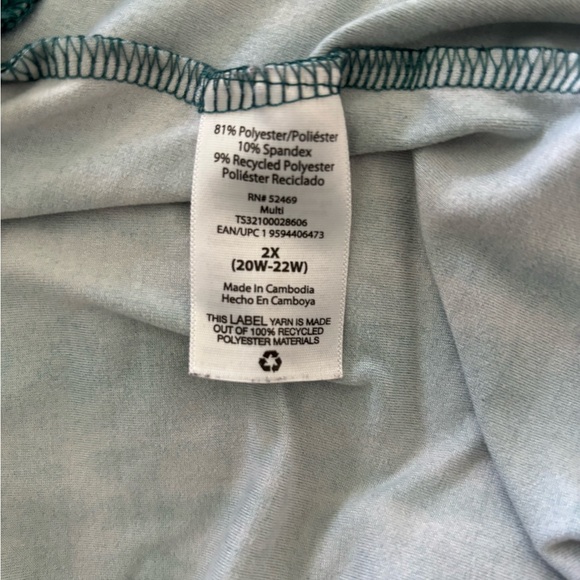 81% Polyester/Poliéster
10% Spandex
9% Recycled Polyester
Poliéster Reciclado
RN# 52469
Multi
TS32100028606
EAN/UPC 1 9594406473
2X
(20W-22W)
Made In Cambodia
Hecho En Camboya
THIS LABEL YARN IS MADE
OUT OF 100% RECYCLED
POLYESTER MATERIALS